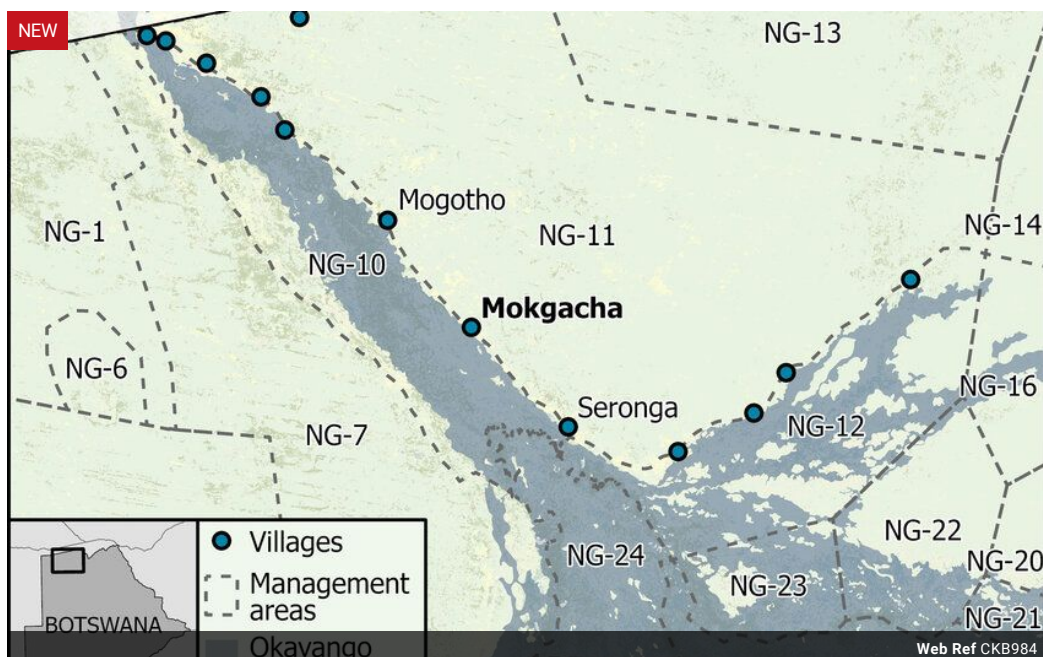 NEW
NG-13
Mogotho
NG-1
NG-11
NG-14
NG-10
Mokgacha
NG-6
NG-16
Seronga
NG-7
NG-12
Villages
NG-22
Management
areas
NG-24
NG-20
NG-23
NG-21
BOTSWANA
Okavango
Web Ref CKB984